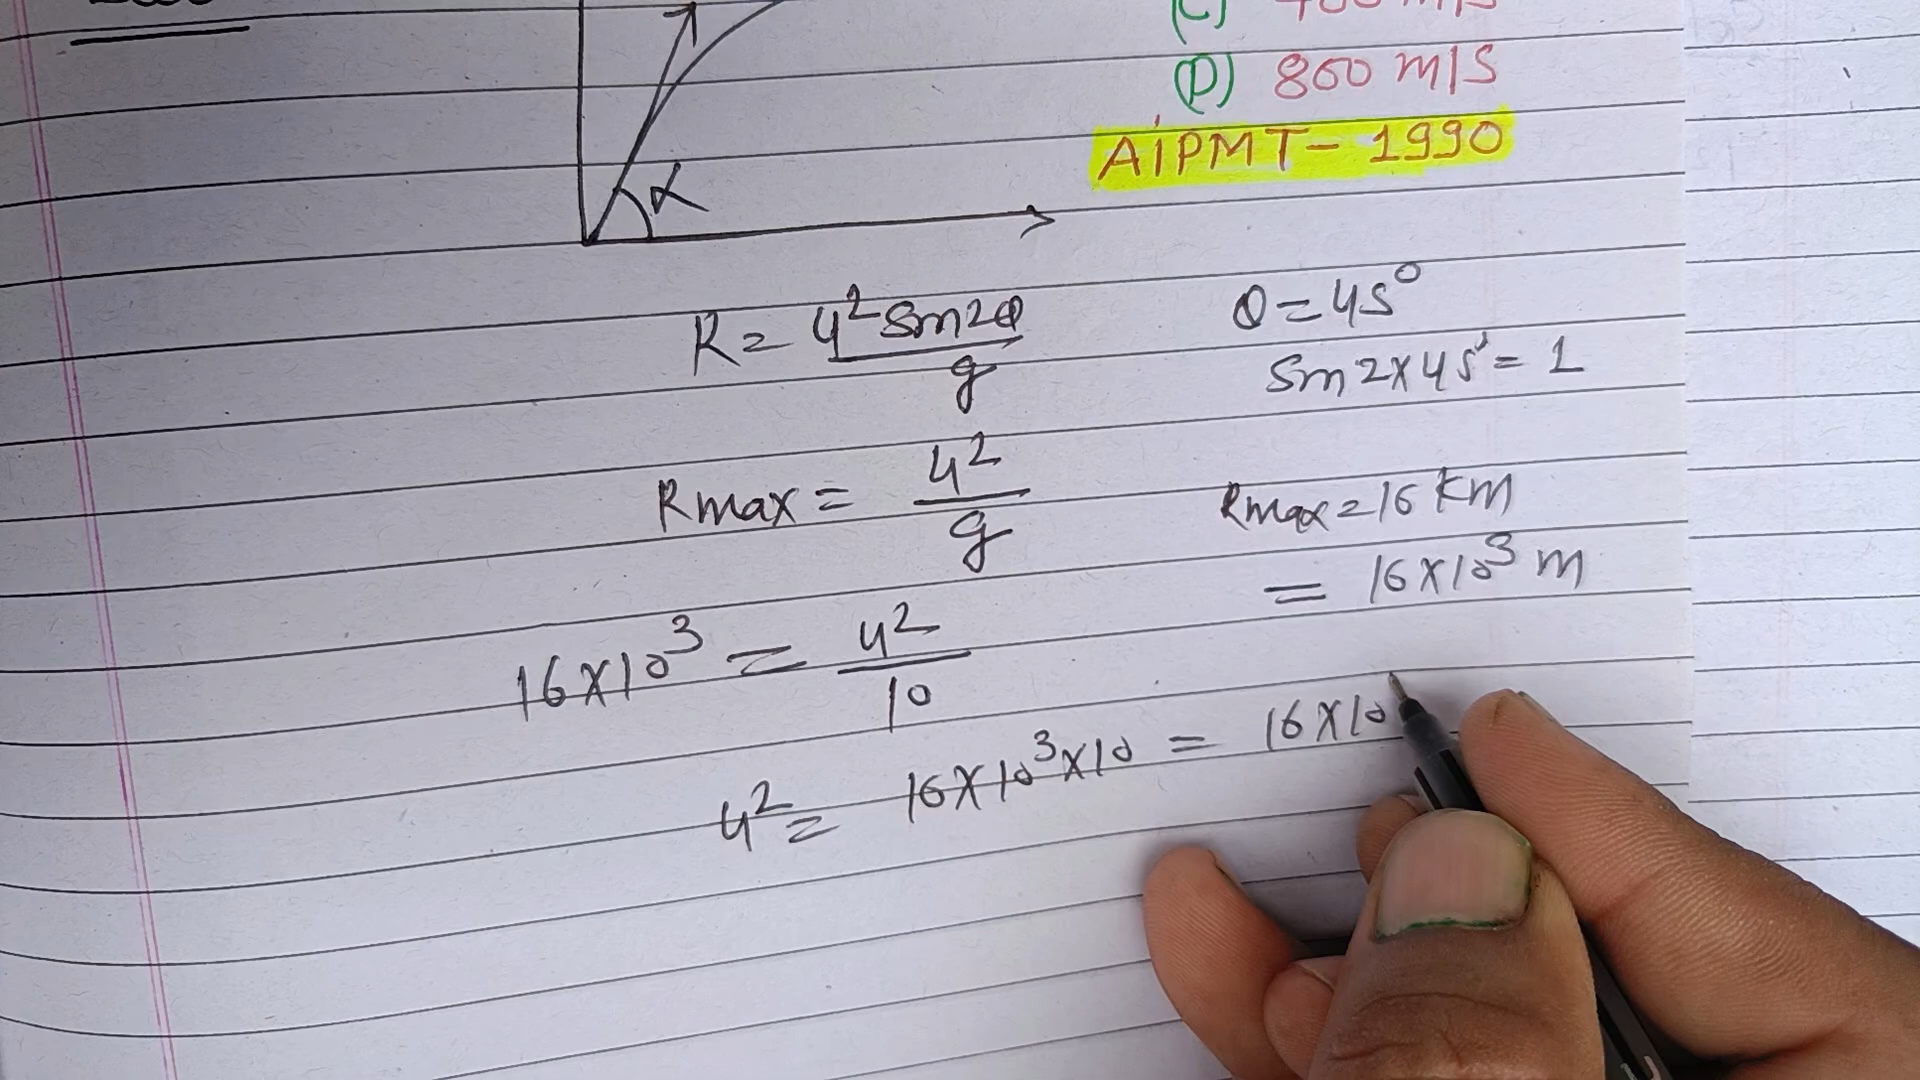 (C) 400 m/s
(D) 800 m/s
AiPMT - 1990
α
R = u² Sin2θ / g
θ = 45°
Sin 2×45° = 1
Rmax = u² / g
Rmax = 16 Km
= 16×10³ m
16×10³ = u² / 10
u² = 16×10³×10 = 16×10